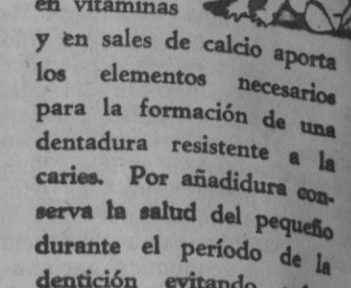 en vitaminas
y en sales de calcio aporta
los elementos necesarios
para la formación de una
dentadura resistente a la
caries. Por añadidura con-
serva la salud del pequeño
durante el período de la
dentición evitando